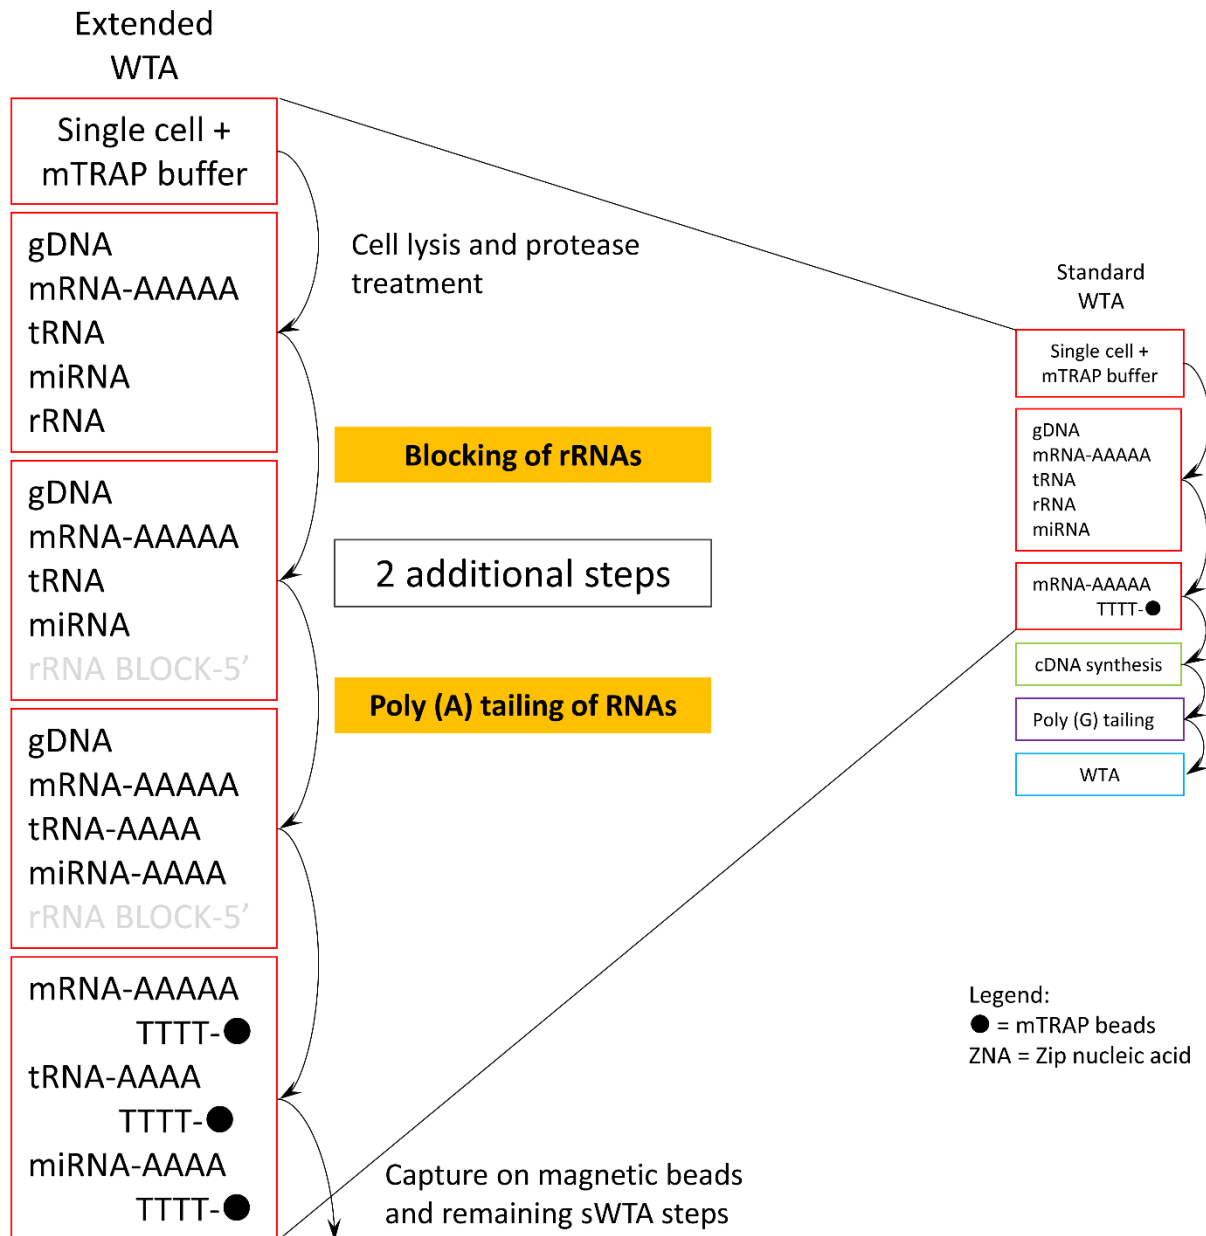 Extended
WTA
Single cell +
mTRAP buffer
gDNA
mRNA-AAAAA
tRNA
miRNA
rRNA
Cell lysis and protease
treatment
Blocking of rRNAs
gDNA
mRNA-AAAAA
tRNA
miRNA
rRNA BLOCK-5’
2 additional steps
Poly (A) tailing of RNAs
gDNA
mRNA-AAAAA
tRNA-AAAA
miRNA-AAAA
rRNA BLOCK-5’
mRNA-AAAAA
TTTT-●
tRNA-AAAA
TTTT-●
miRNA-AAAA
TTTT-●
Capture on magnetic beads
and remaining sWTA steps
Standard
WTA
Single cell +
mTRAP buffer
gDNA
mRNA-AAAAA
tRNA
rRNA
miRNA
mRNA-AAAAA
TTTT-●
cDNA synthesis
Poly (G) tailing
WTA
Legend:
● = mTRAP beads
ZNA = Zip nucleic acid